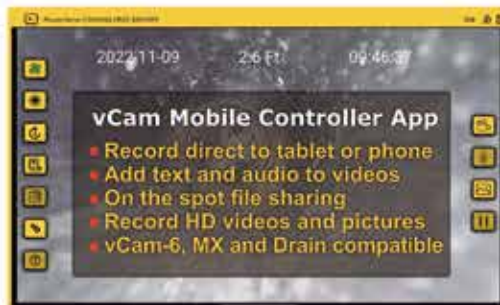 2022-11-09 2.6 Ft. 09:46:37
vCam Mobile Controller App
Record direct to tablet or phone
Add text and audio to videos
On the spot file sharing
Record HD videos and pictures
vCam-6, MX and Drain compatible